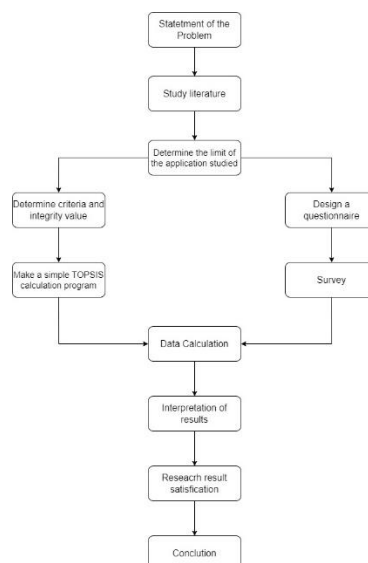 Statetment of the
Problem
Study literature
Determine the limit of
the application studied
Determine criteria and
integrity value
Design a
questionnaire
Make a simple TOPSIS
calculation program
Survey
Data Calculation
Interpretation of
results
Reseacrh result
satisfication
Conclution